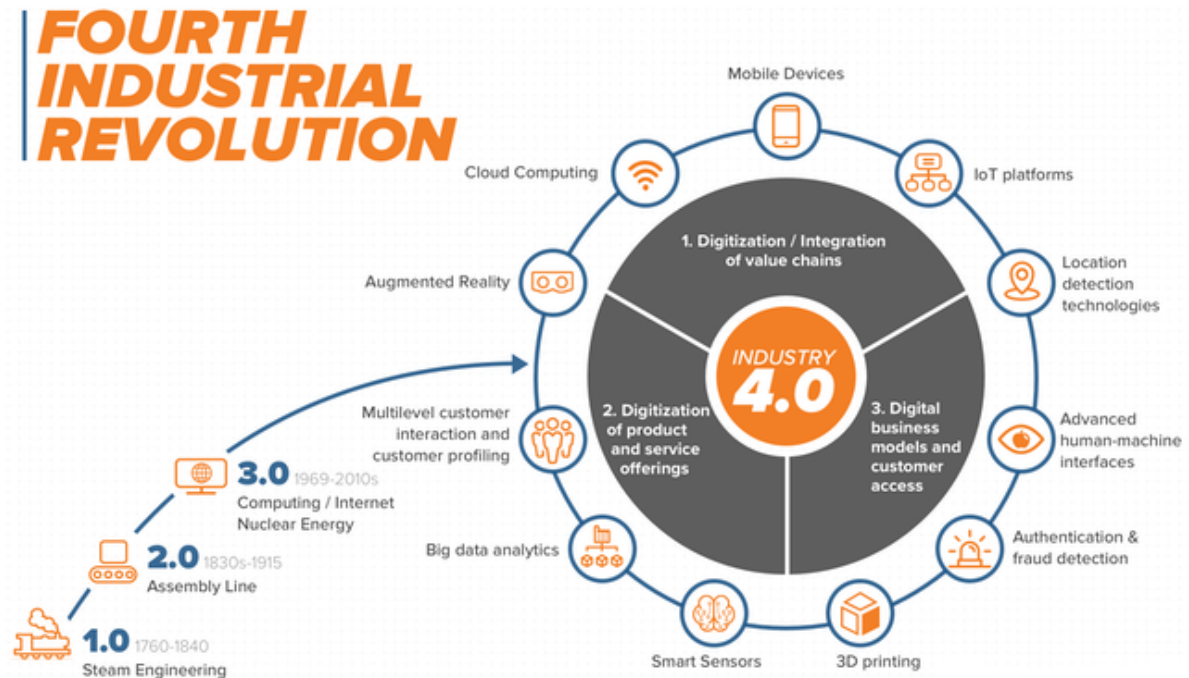 FOURTH
INDUSTRIAL
REVOLUTION
Mobile Devices
Cloud Computing
IoT platforms
Augmented Reality
Location
detection
technologies
Multilevel customer
interaction and
customer profiling
Advanced
human-machine
interfaces
Big data analytics
Authentication &
fraud detection
Smart Sensors
3D printing
1. Digitization / Integration
of value chains
INDUSTRY
4.0
2. Digitization
of product
and service
offerings
3. Digital
business
models and
customer
access
3.0 1969-2010s
Computing / Internet
Nuclear Energy
2.0 1830s-1915
Assembly Line
1.0 1760-1840
Steam Engineering